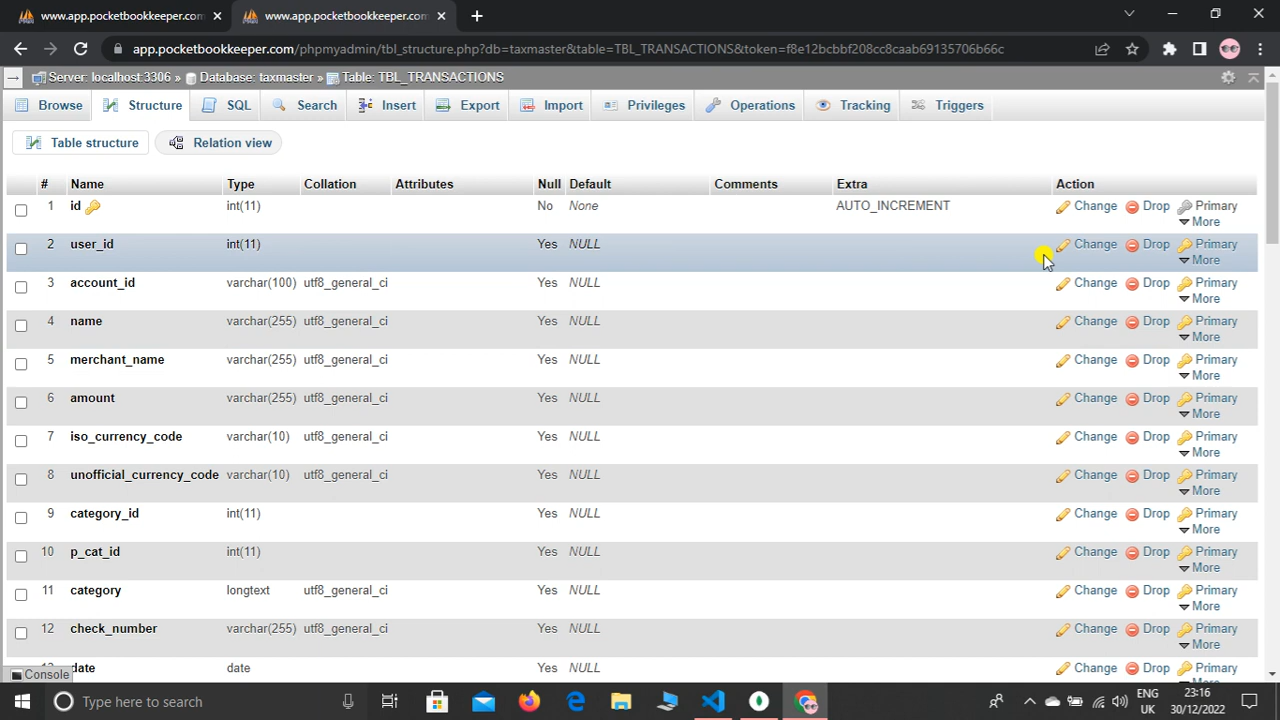 www.app.pocketbookkeeper.com/
www.app.pocketbookkeeper.com
app.pocketbookkeeper.com/phpmyadmin/tbl_structure.php?db=taxmaster&table=TBL_TRANSACTIONS&token=f8e12bcbbf208cc8caab69135706b66c
Server: localhost:3306 » Database: taxmaster » Table: TBL_TRANSACTIONS
Browse Structure SQL Search Insert Export Import Privileges Operations Tracking Triggers
Table structure Relation view
# Name Type Collation Attributes Null Default Comments Extra Action
1 id int(11) No None AUTO_INCREMENT Change Drop Primary
More
2 user_id int(11) Yes NULL Change Drop Primary
More
3 account_id varchar(100) utf8_general_ci Yes NULL Change Drop Primary
More
4 name varchar(255) utf8_general_ci Yes NULL Change Drop Primary
More
5 merchant_name varchar(255) utf8_general_ci Yes NULL Change Drop Primary
More
6 amount varchar(255) utf8_general_ci Yes NULL Change Drop Primary
More
7 iso_currency_code varchar(10) utf8_general_ci Yes NULL Change Drop Primary
More
8 unofficial_currency_code varchar(10) utf8_general_ci Yes NULL Change Drop Primary
More
9 category_id int(11) Yes NULL Change Drop Primary
More
10 p_cat_id int(11) Yes NULL Change Drop Primary
More
11 category longtext utf8_general_ci Yes NULL Change Drop Primary
More
12 check_number varchar(255) utf8_general_ci Yes NULL Change Drop Primary
More
date date Yes NULL Change Drop Primary
Console
Type here to search
ENG
UK
23:16
30/12/2022